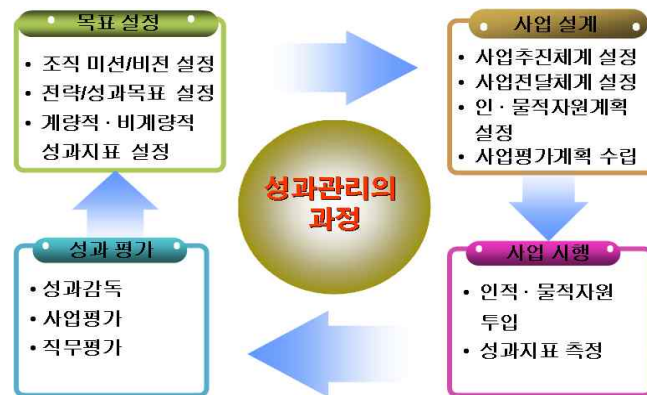 목표 설정
• 조직 미션/비전 설정
• 전략/성과목표 설정
• 계량적 · 비계량적
성과지표 설정
사업 설계
• 사업추진체계 설정
• 사업전달체계 설정
• 인 · 물적자원계획
설정
• 사업평가계획 수립
성과관리의
과정
성과 평가
• 성과감독
• 사업평가
• 직무평가
사업 시행
• 인적 · 물적자원
투입
• 성과지표 측정